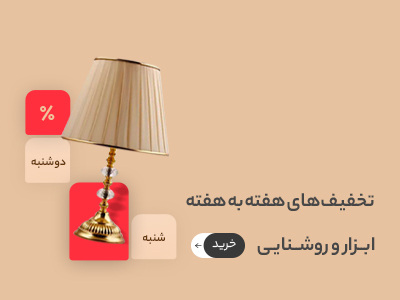 %
دوشنبه
تخفیف‌های هفته به هفته
شنبه
ابزار و روشنایی
خرید